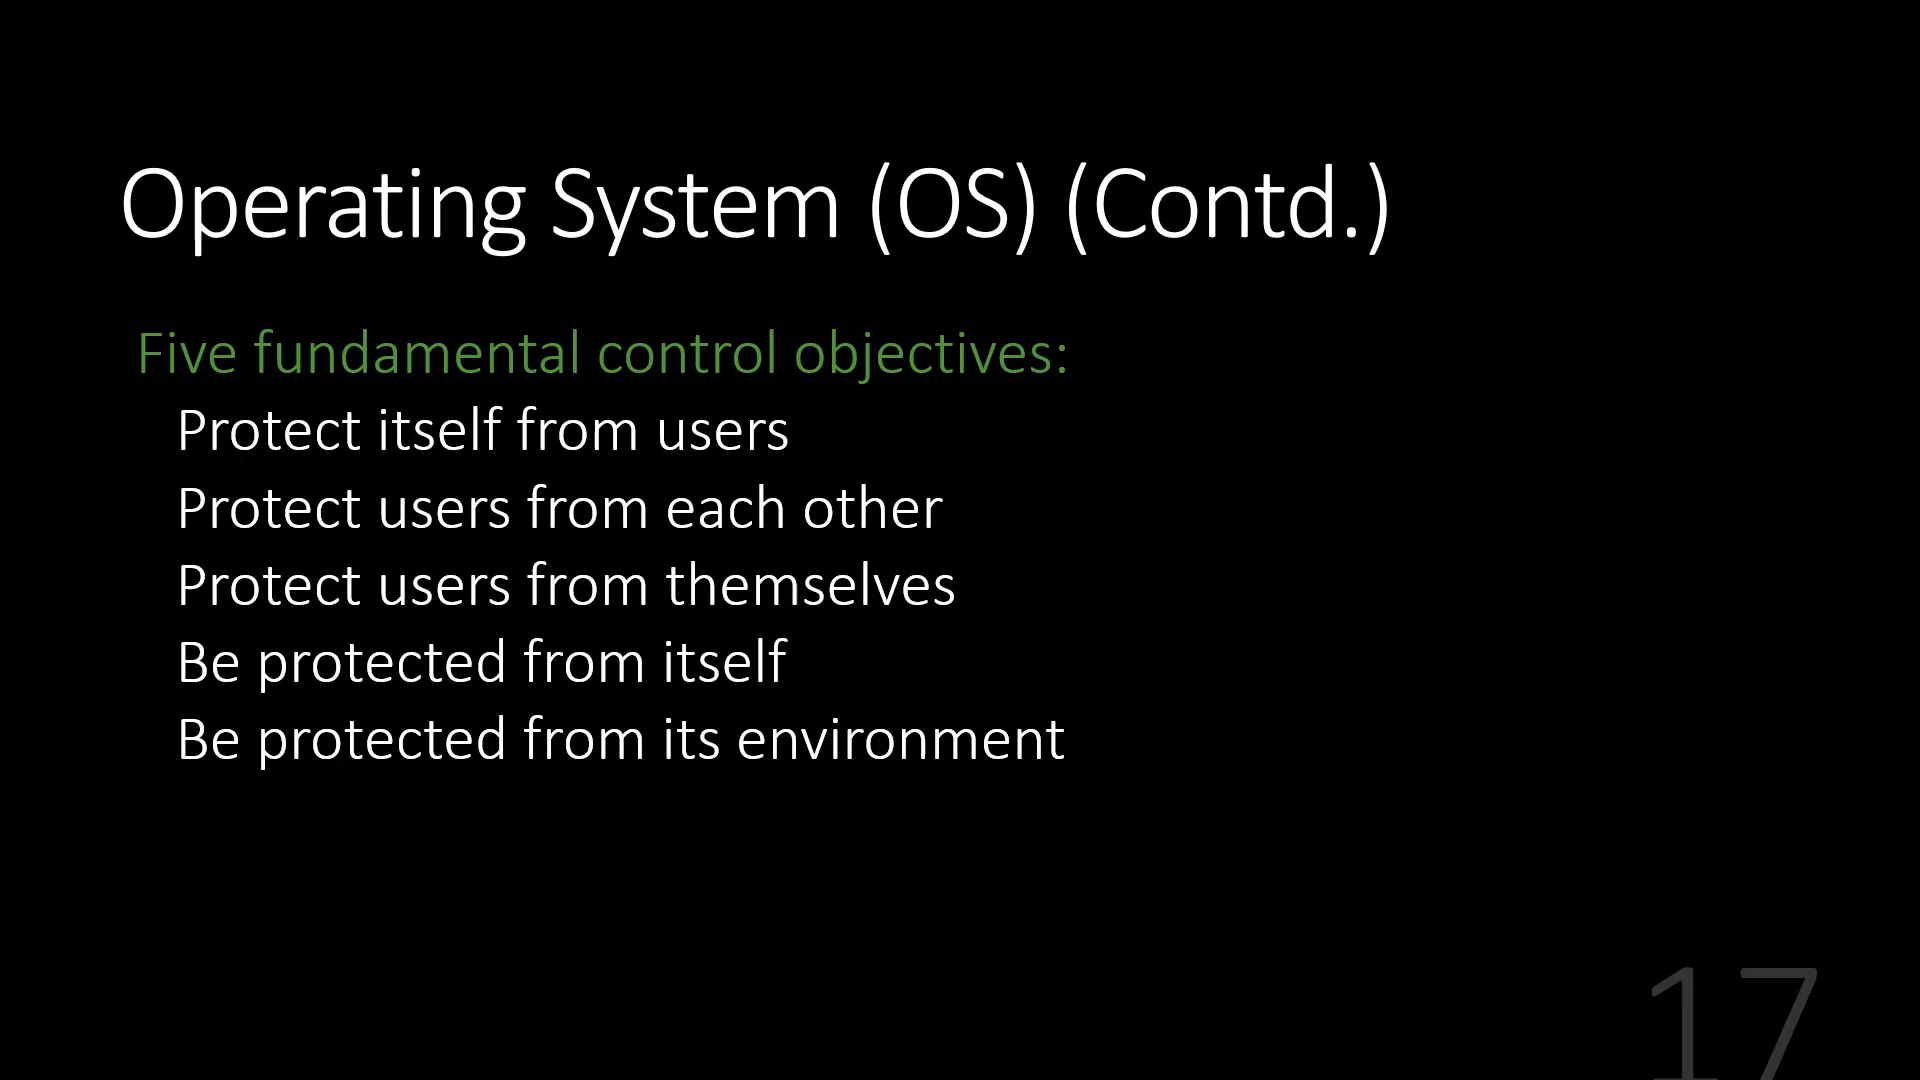 Operating System (OS) (Contd.)
Five fundamental control objectives:
Protect itself from users
Protect users from each other
Protect users from themselves
Be protected from itself
Be protected from its environment
17